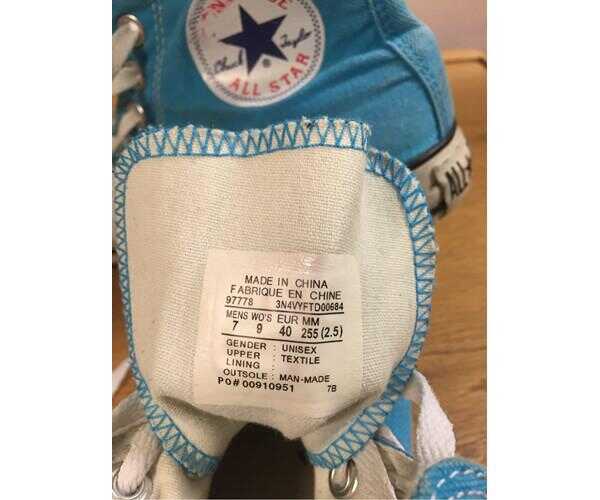 Chuck Taylor
ALL STAR
ALL
MADE IN CHINA
FABRIQUE EN CHINE
97778 3N4VYFTD00684
MENS WO'S EUR MM
7 9 40 255 (2.5)
GENDER : UNISEX
UPPER : TEXTILE
LINING :
OUTSOLE : MAN-MADE
PO# 00910951 7B